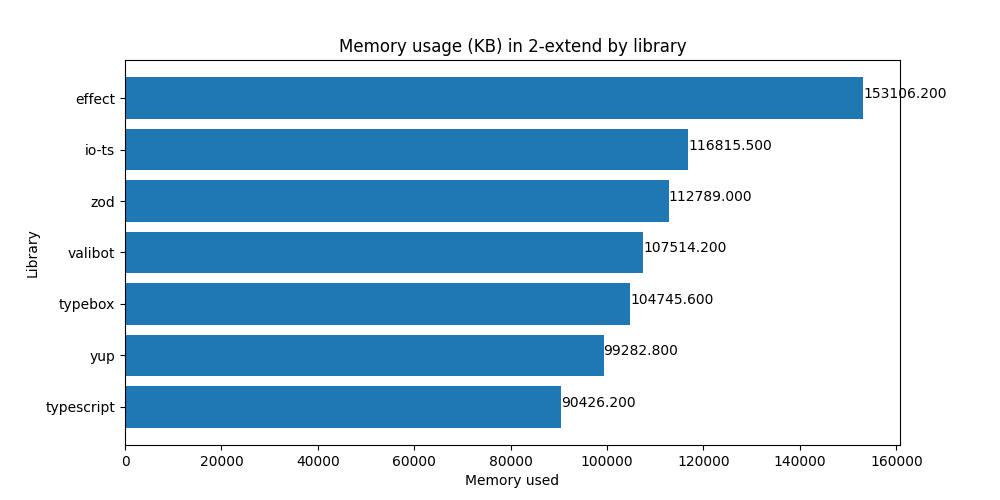 Memory usage (KB) in 2-extend by library
Library
effect 153106.200
io-ts 116815.500
zod 112789.000
valibot 107514.200
typebox 104745.600
yup 99282.800
typescript 90426.200
0 20000 40000 60000 80000 100000 120000 140000 160000
Memory used